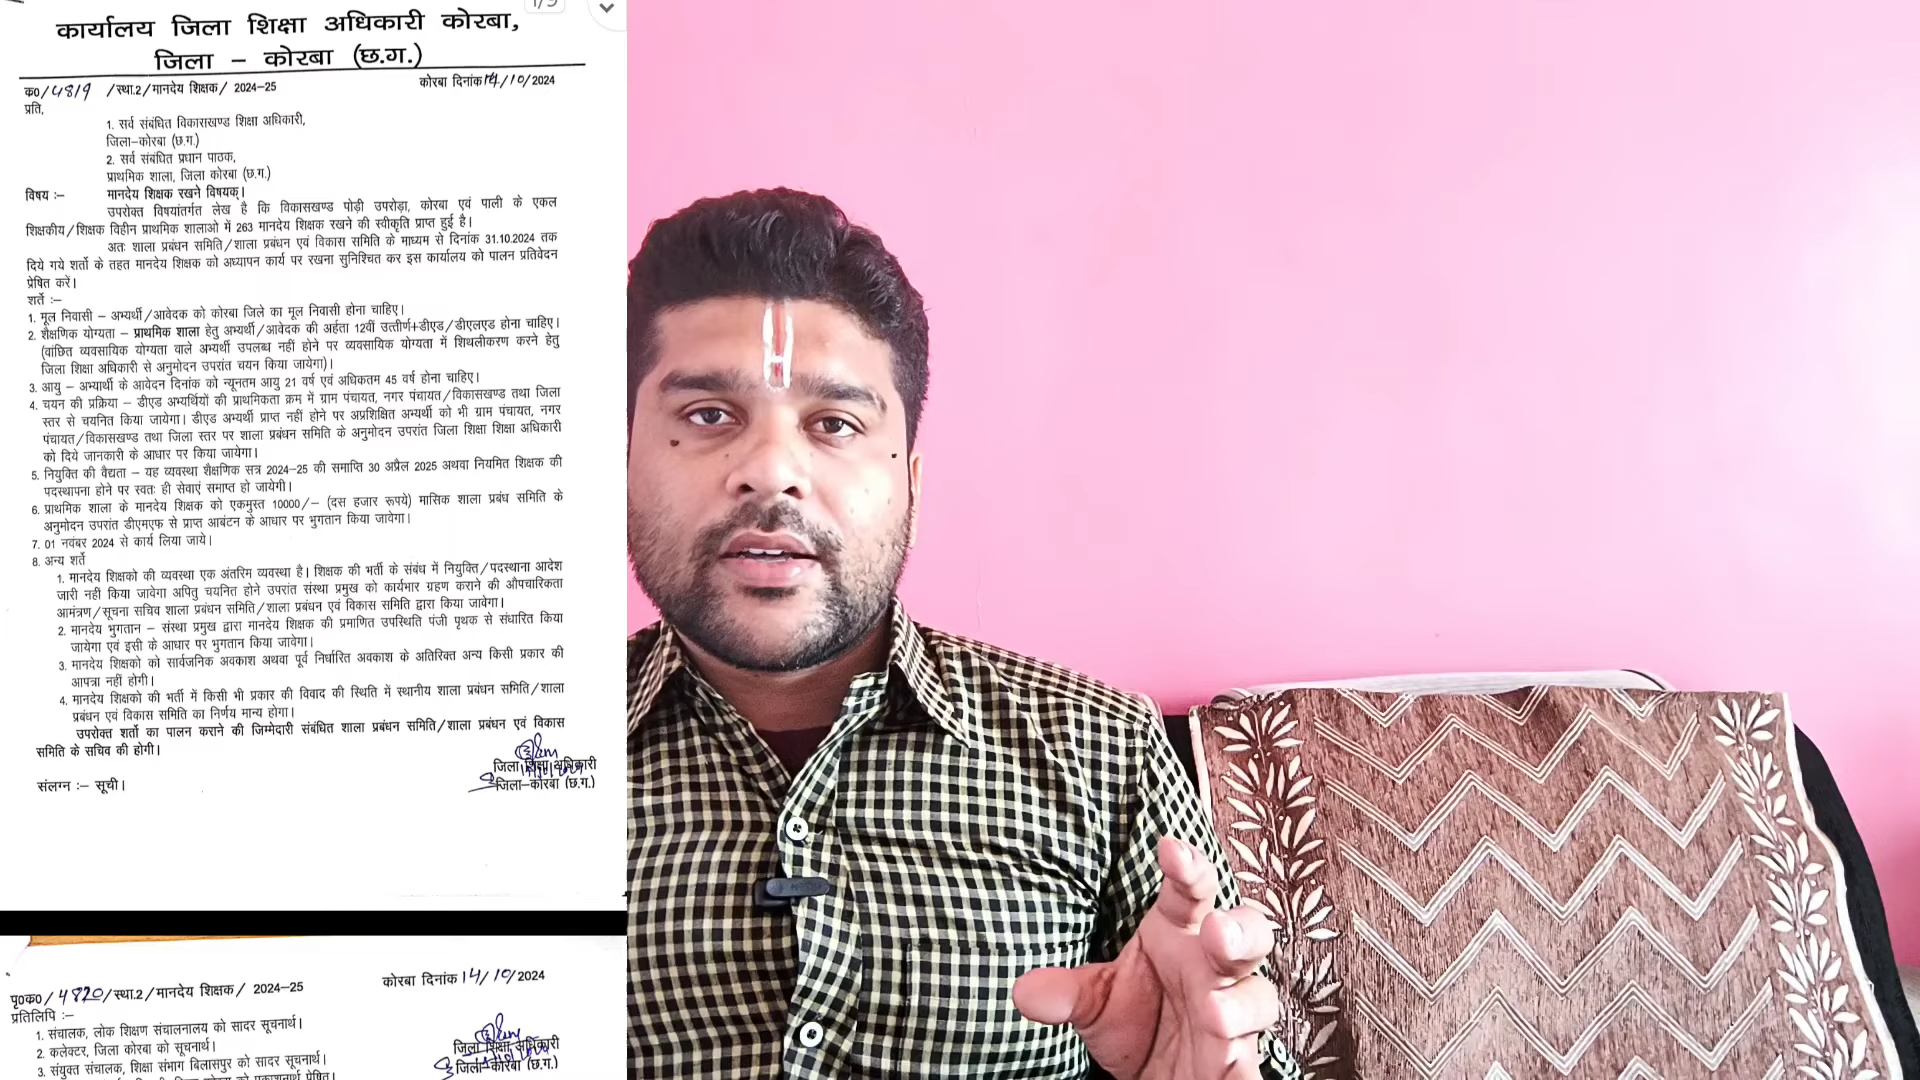 1/9
कार्यालय जिला शिक्षा अधिकारी कोरबा,
जिला – कोरबा (छ.ग.)
क0/4819 /स्था.2/मानदेय शिक्षक/ 2024-25 कोरबा दिनांक 14/10/2024
प्रति,
1. सर्व संबंधित विकाराखण्ड शिक्षा अधिकारी,
जिला–कोरबा (छ.ग.)
2. सर्व संबंधित प्रधान पाठक,
प्राथमिक शाला, जिला कोरबा (छ.ग.)
विषय :– मानदेय शिक्षक रखने विषयक्।
उपरोक्त विषयांतर्गत लेख है कि विकासखण्ड पोड़ी उपरोड़ा, कोरबा एवं पाली के एकल
शिक्षकीय/शिक्षक विहीन प्राथमिक शालाओ में 263 मानदेय शिक्षक रखने की स्वीकृति प्राप्त हुई है।
अतः शाला प्रबंधन समिति/शाला प्रबंधन एवं विकास समिति के माध्यम से दिनांक 31.10.2024 तक
दिये गये शर्तो के तहत मानदेय शिक्षक को अध्यापन कार्य पर रखना सुनिश्चित कर इस कार्यालय को पालन प्रतिवेदन
प्रेषित करें।
शर्ते :–
1. मूल निवासी – अभ्यर्थी/आवेदक को कोरबा जिले का मूल निवासी होना चाहिए।
2. शैक्षणिक योग्यता – प्राथमिक शाला हेतु अभ्यर्थी/आवेदक की अर्हता 12वीं उत्तीर्ण+डीएड/डीएलएड होना चाहिए।
(वांछित व्यवसायिक योग्यता वाले अभ्यर्थी उपलब्ध नहीं होने पर व्यवसायिक योग्यता में शिथलीकरण करने हेतु
जिला शिक्षा अधिकारी से अनुमोदन उपरांत चयन किया जायेगा)।
3. आयु – अभ्यार्थी के आवेदन दिनांक को न्यूनतम आयु 21 वर्ष एवं अधिकतम 45 वर्ष होना चाहिए।
4. चयन की प्रक्रिया – डीएड अभ्यर्थियों की प्राथमिकता क्रम में ग्राम पंचायत, नगर पंचायत/विकासखण्ड तथा जिला
स्तर से चयनित किया जायेगा। डीएड अभ्यर्थी प्राप्त नहीं होने पर अप्रशिक्षित अभ्यर्थी को भी ग्राम पंचायत, नगर
पंचायत/विकासखण्ड तथा जिला स्तर पर शाला प्रबंधन समिति के अनुमोदन उपरांत जिला शिक्षा शिक्षा अधिकारी
को दिये जानकारी के आधार पर किया जायेगा।
5. नियुक्ति की वैद्यता – यह व्यवस्था शैक्षणिक सत्र 2024-25 की समाप्ति 30 अप्रैल 2025 अथवा नियमित शिक्षक की
पदस्थापना होने पर स्वतः ही सेवाएं समाप्त हो जायेगी।
6. प्राथमिक शाला के मानदेय शिक्षक को एकमुस्त 10000/– (दस हजार रूपये) मासिक शाला प्रबंध समिति के
अनुमोदन उपरांत डीएमएफ से प्राप्त आबंटन के आधार पर भुगतान किया जावेगा।
7. 01 नवंबर 2024 से कार्य लिया जाये।
8. अन्य शर्ते
1. मानदेय शिक्षको की व्यवस्था एक अंतरिम व्यवस्था है। शिक्षक की भर्ती के संबंध में नियुक्ति/पदस्थाना आदेश
जारी नहीं किया जावेगा अपितु चयनित होने उपरांत संस्था प्रमुख को कार्यभार ग्रहण कराने की औपचारिकता
आमंत्रण/सूचना सचिव शाला प्रबंधन समिति/शाला प्रबंधन एवं विकास समिति द्वारा किया जावेगा।
2. मानदेय भुगतान – संस्था प्रमुख द्वारा मानदेय शिक्षक की प्रमाणित उपस्थिति पंजी पृथक से संधारित किया
जायेगा एवं इसी के आधार पर भुगतान किया जावेगा।
3. मानदेय शिक्षको को सार्वजनिक अवकाश अथवा पूर्व निर्धारित अवकाश के अतिरिक्त अन्य किसी प्रकार की
आपत्रा नहीं होगी।
4. मानदेय शिक्षको की भर्ती में किसी भी प्रकार की विवाद की स्थिति में स्थानीय शाला प्रबंधन समिति/शाला
प्रबंधन एवं विकास समिति का निर्णय मान्य होगा।
उपरोक्त शर्तो का पालन कराने की जिम्मेदारी संबंधित शाला प्रबंधन समिति/शाला प्रबंधन एवं विकास
समिति के सचिव की होगी।
जिला शिक्षा अधिकारी
संलग्न :– सूची। जिला–कोरबा (छ.ग.)
पृ0क0/4820/स्था.2/मानदेय शिक्षक/ 2024-25 कोरबा दिनांक 14/10/2024
प्रतिलिपि :–
1. संचालक, लोक शिक्षण संचालनालय को सादर सूचनार्थ।
2. कलेक्टर, जिला कोरबा को सूचनार्थ।
3. संयुक्त संचालक, शिक्षा संभाग बिलासपुर को सादर सूचनार्थ।
जिला शिक्षा अधिकारी
जिला–कोरबा (छ.ग.)